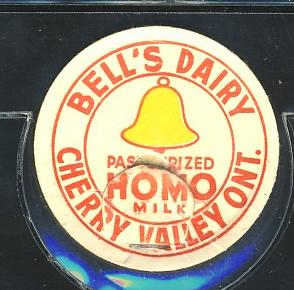 BELL'S DAIRY
PASTEURIZED
HOMO
MILK
CHERRY VALLEY ONT.